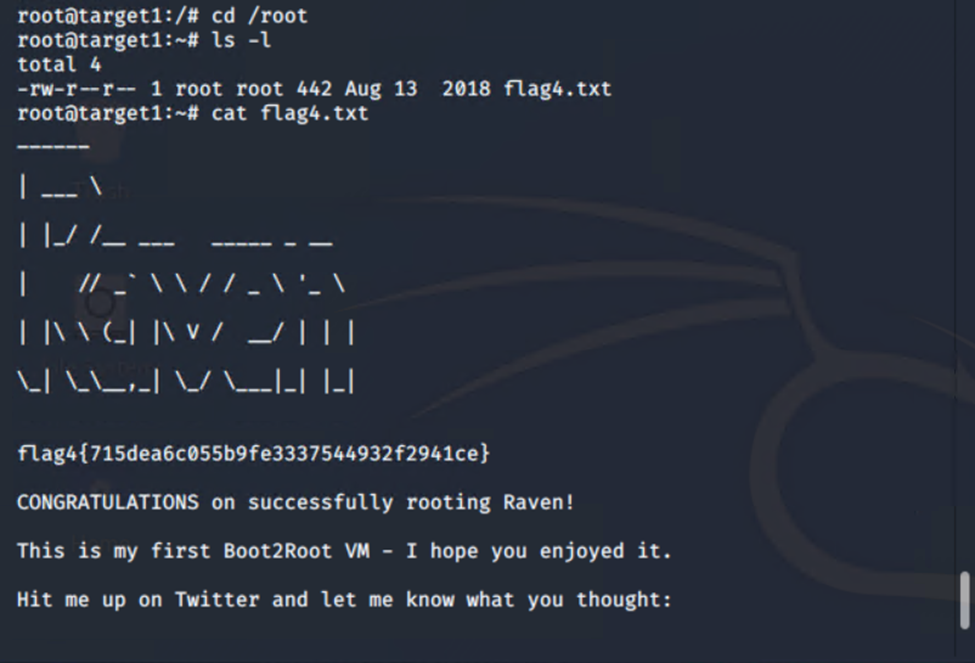 root@target1:/# cd /root
root@target1:~# ls -l
total 4
-rw-r--r-- 1 root root 442 Aug 13  2018 flag4.txt
root@target1:~# cat flag4.txt
______
| ___ \
| |_/ /__ ___   _____ _ __
|    // _` \ \ / / _ \ '_ \
| |\ \ (_| |\ V /  __/ | | |
\_| \_\__,_| \_/ \___|_| |_|
flag4{715dea6c055b9fe3337544932f2941ce}
CONGRATULATIONS on successfully rooting Raven!
This is my first Boot2Root VM - I hope you enjoyed it.
Hit me up on Twitter and let me know what you thought: